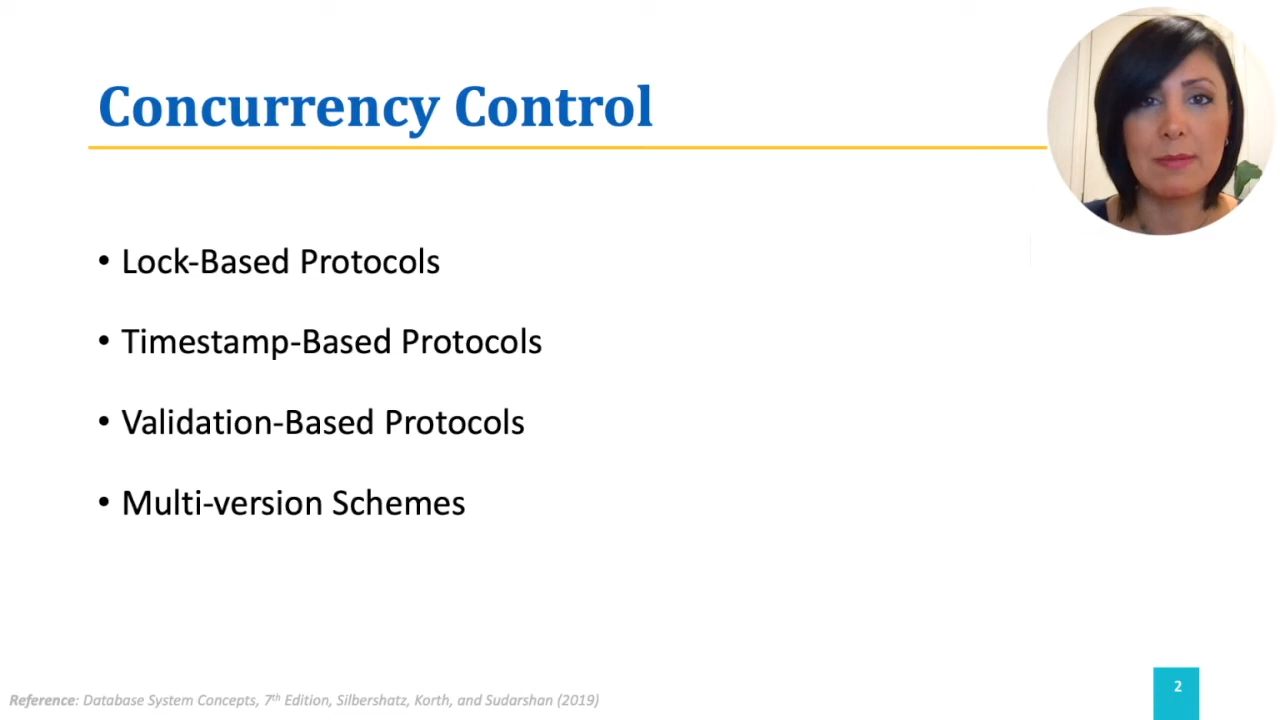 Concurrency Control
• Lock-Based Protocols
• Timestamp-Based Protocols
• Validation-Based Protocols
• Multi-version Schemes
Reference: Database System Concepts, 7th Edition, Silbershatz, Korth, and Sudarshan (2019)
2